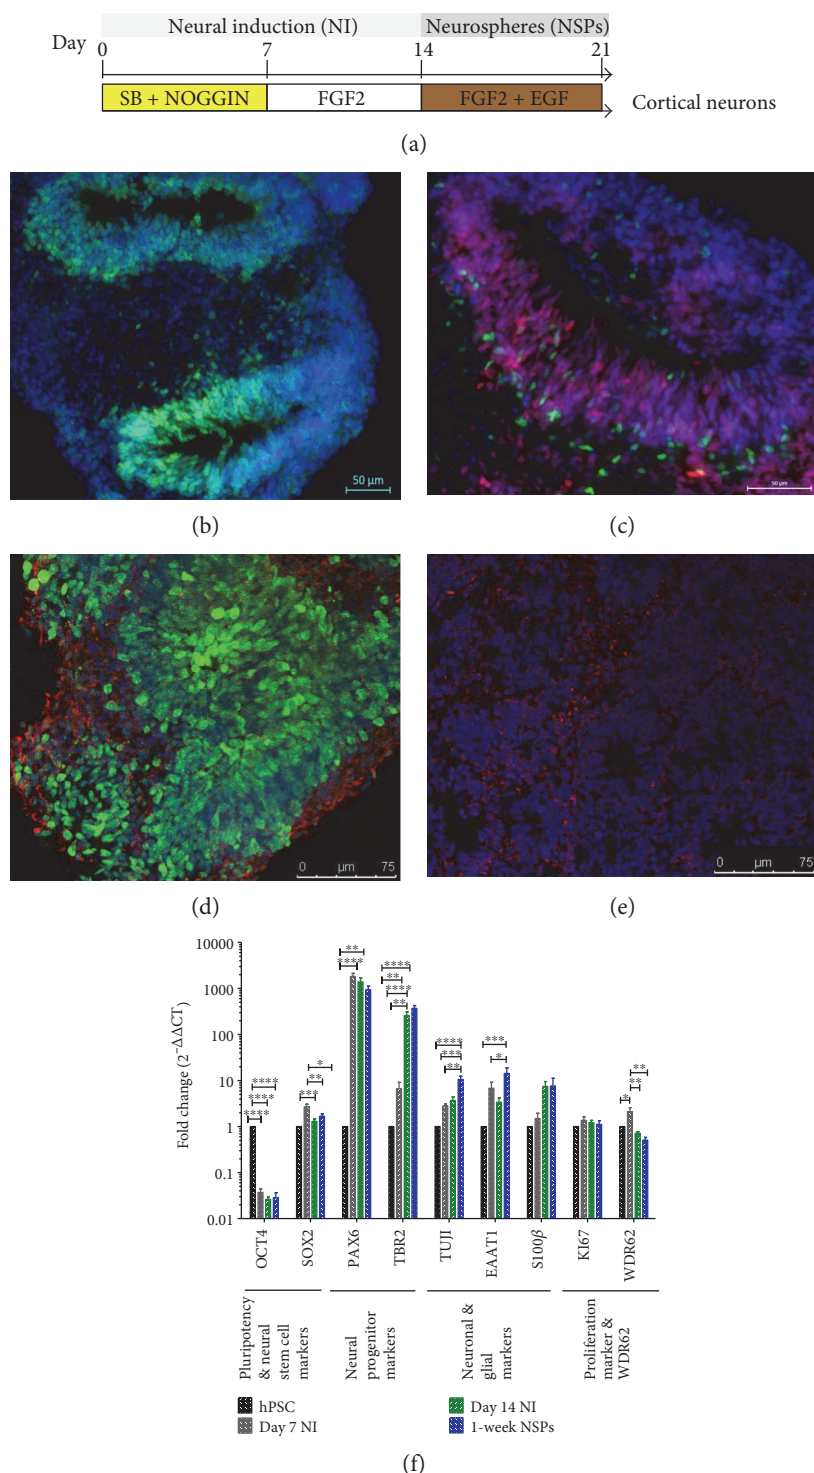 Neural induction (NI) Neurospheres (NSPs)
Day 0 7 14 21
SB + NOGGIN FGF2 FGF2 + EGF Cortical neurons
(a)
50 μm
50 μm
(b) (c)
0 μm 75
0 μm 75
(d) (e)
Fold change (2⁻ΔΔCT)
10000
1000
100
10
1
0.1
0.01
**** **** ****
*** ** *
**** **
** **** ** ****
** *** ****
* ***
* ** **
OCT4
SOX2
PAX6
TBR2
TUJI
EAAT1
S100β
KI67
WDR62
Pluripotency
& neural
stem cell
markers
Neural
progenitor
markers
Neuronal &
glial
markers
Proliferation
marker &
WDR62
hPSC
Day 7 NI
Day 14 NI
1-week NSPs
(f)